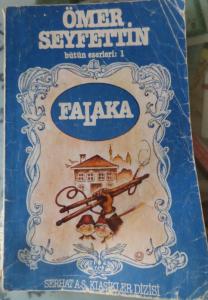 ÖMER
SEYFETTİN
bütün eserleri: 1
FALAKA
SERHAT A.Ş. KLASİKLER DİZİSİ